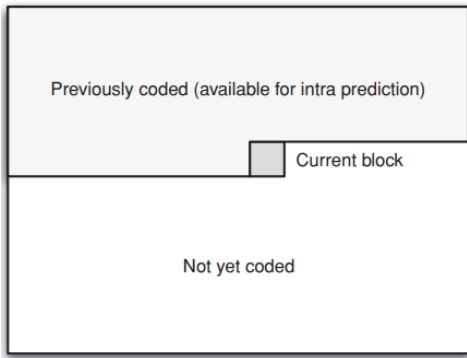 Previously coded (available for intra prediction)
Current block
Not yet coded